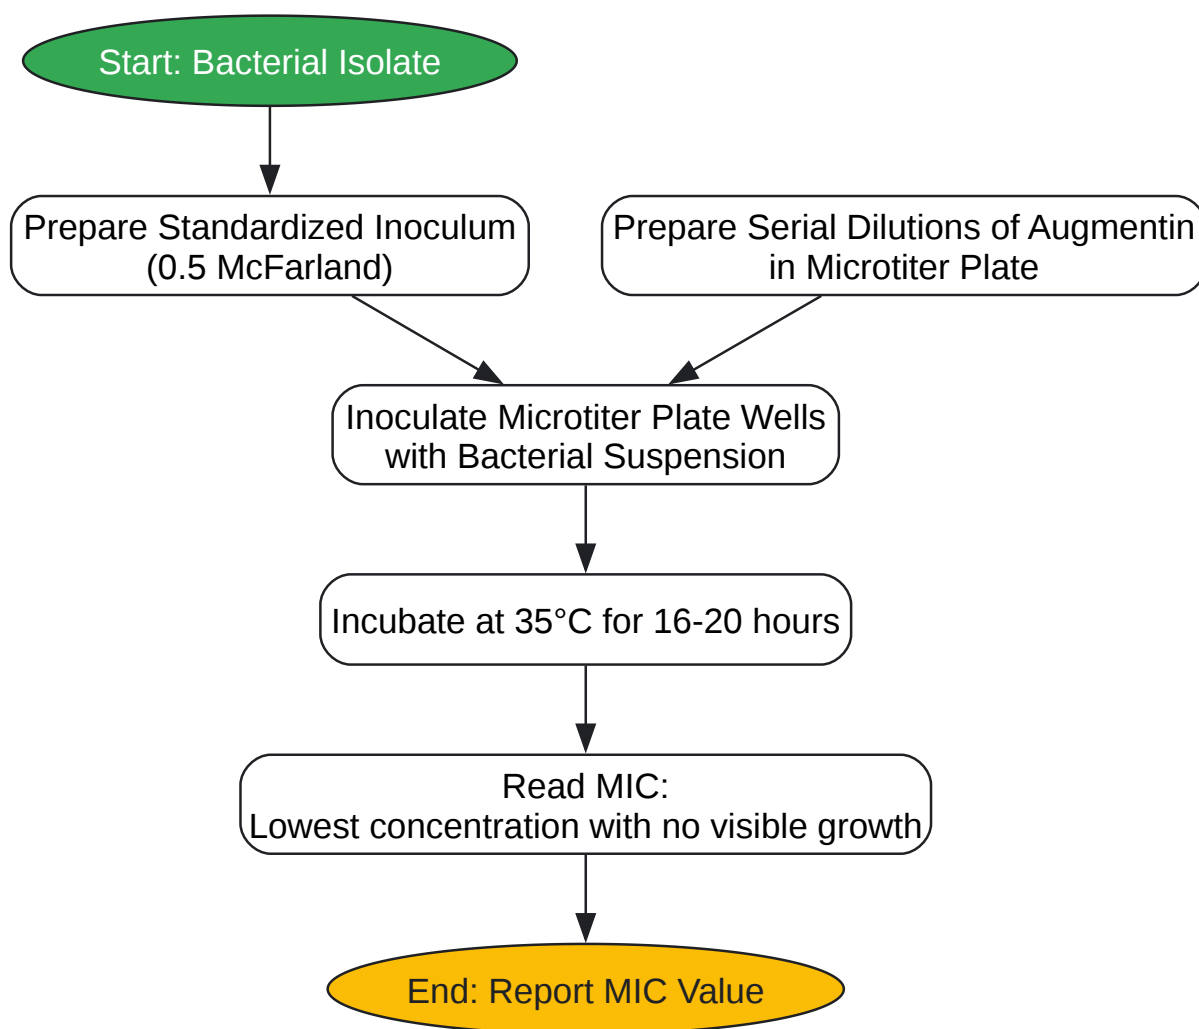 Start: Bacterial Isolate
Prepare Standardized Inoculum
(0.5 McFarland)
Prepare Serial Dilutions of Augmentin
in Microtiter Plate
Inoculate Microtiter Plate Wells
with Bacterial Suspension
Incubate at 35°C for 16-20 hours
Read MIC:
Lowest concentration with no visible growth
End: Report MIC Value